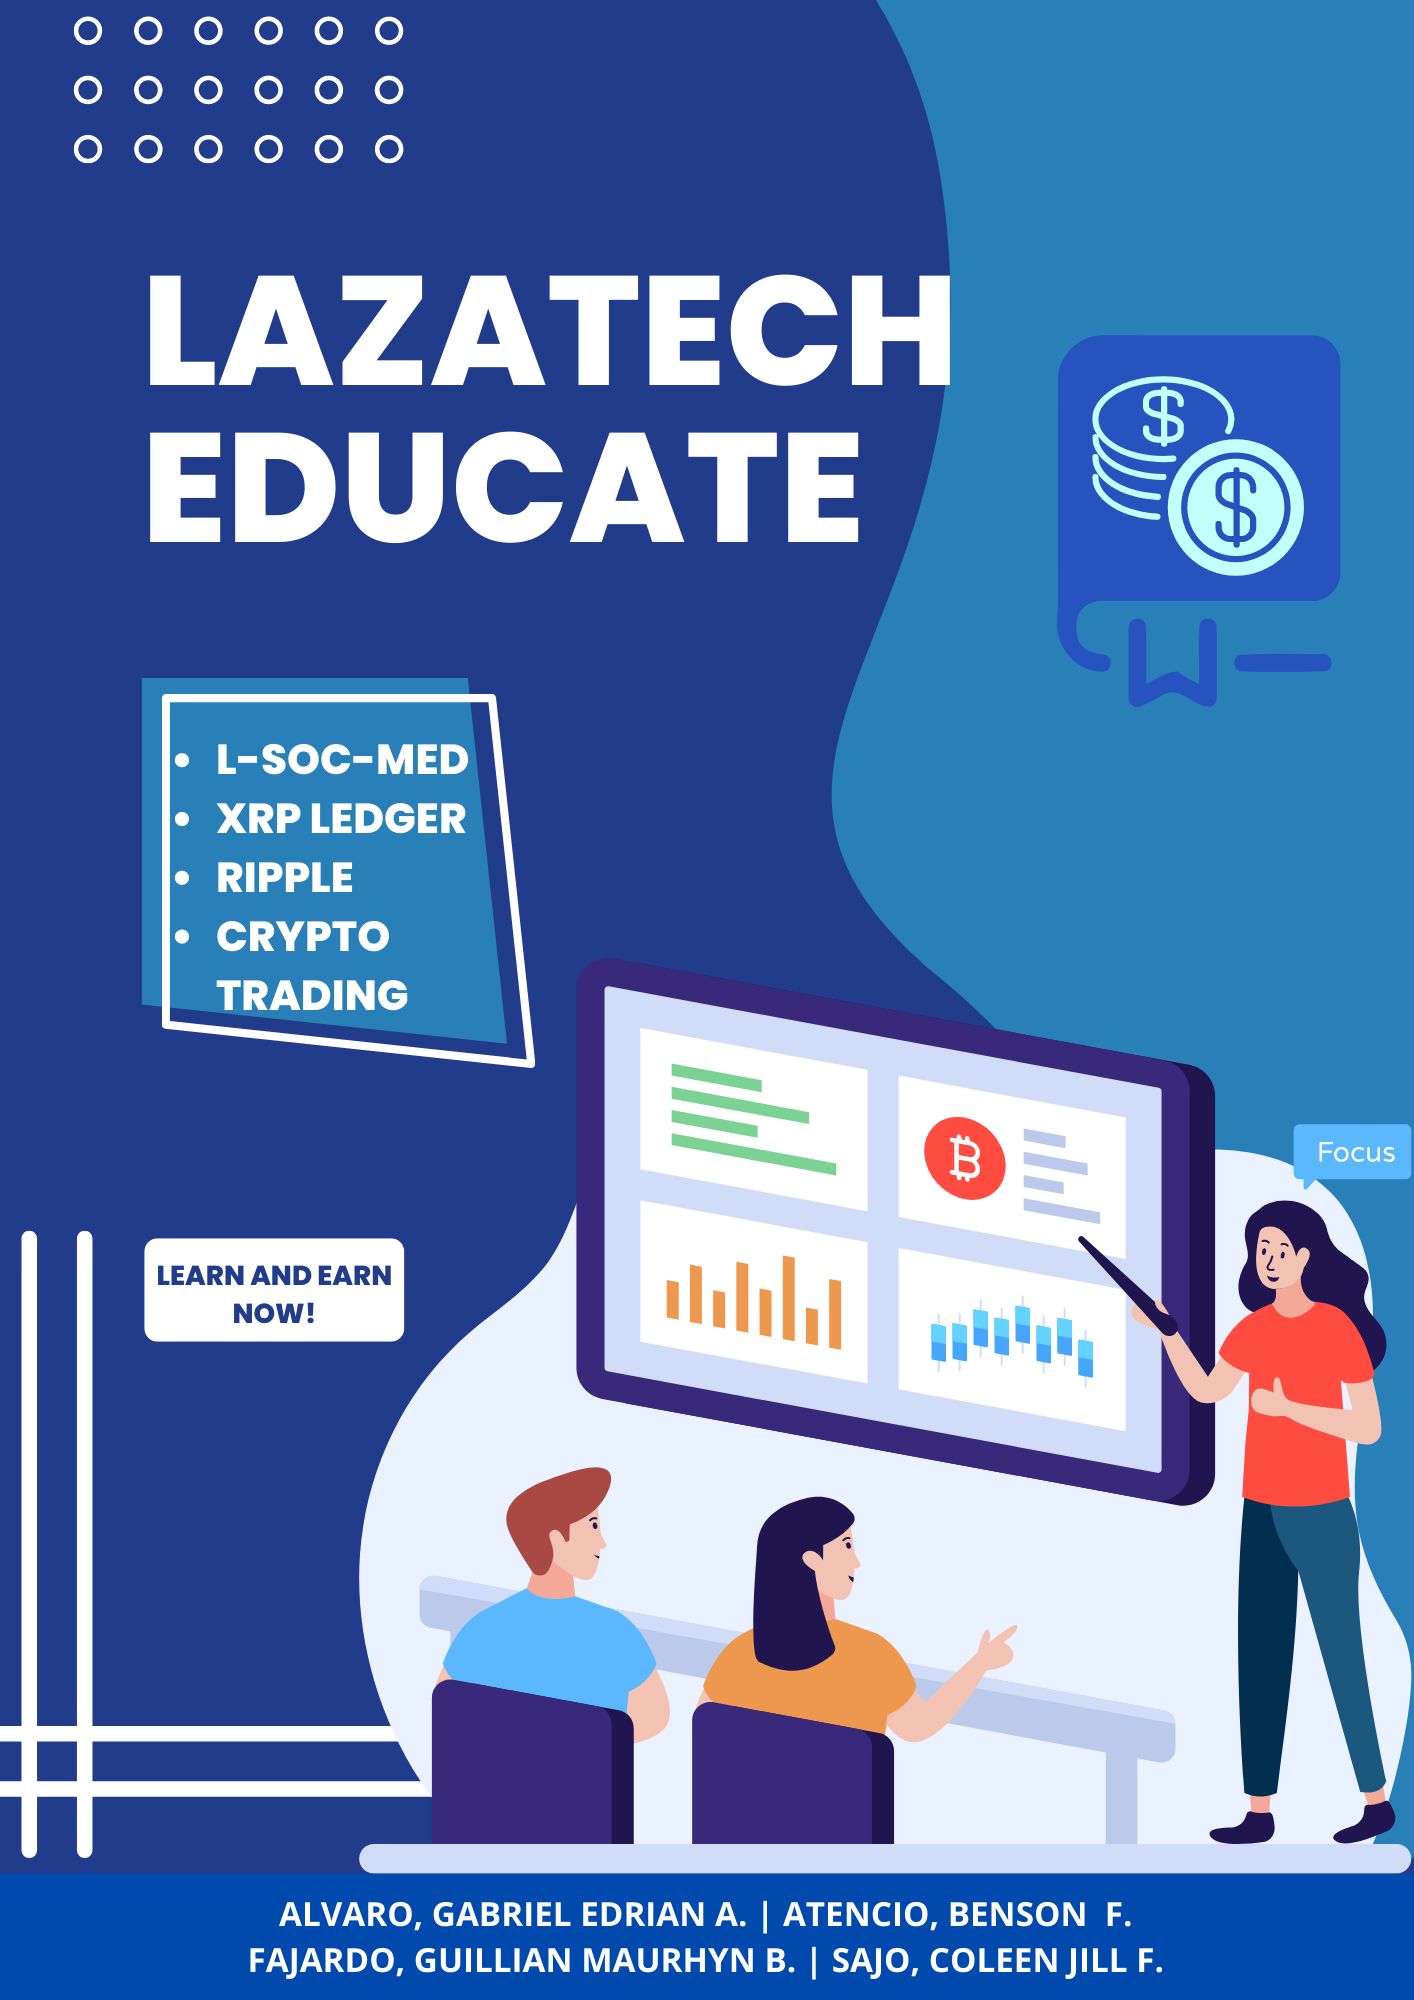 LAZATECH
EDUCATE
$
$
• L-SOC-MED
• XRP LEDGER
• RIPPLE
• CRYPTO
TRADING
Focus
LEARN AND EARN
NOW!
ALVARO, GABRIEL EDRIAN A. | ATENCIO, BENSON F.
FAJARDO, GUILLIAN MAURHYN B. | SAJO, COLEEN JILL F.